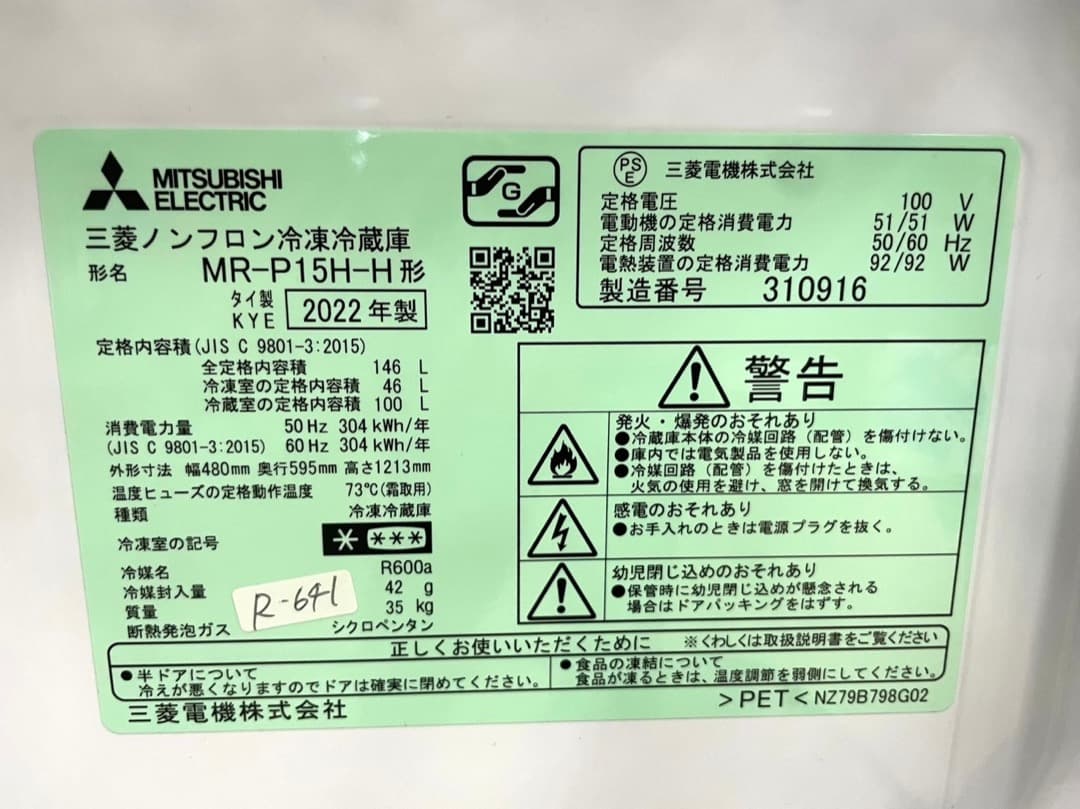 MITSUBISHI
ELECTRIC
三菱ノンフロン冷凍冷蔵庫
形名 MR-P15H-H形
タイ製
KYE 2022年製
定格内容積(JIS C 9801-3:2015)
全定格内容積 146 L
冷凍室の定格内容積 46 L
冷蔵室の定格内容積 100 L
消費電力量 50Hz 304kWh/年
(JIS C 9801-3:2015) 60Hz 304kWh/年
外形寸法 幅480mm 奥行595mm 高さ1213mm
温度ヒューズの定格動作温度 73℃(霜取用)
種類 冷凍冷蔵庫
冷凍室の記号 * ***
冷媒名 R600a
冷媒封入量 42 g
質量 35 kg
断熱発泡ガス シクロペンタン
R-641
G
PS
E
三菱電機株式会社
定格電圧 100 V
電動機の定格消費電力 51/51 W
定格周波数 50/60 Hz
電熱装置の定格消費電力 92/92 W
製造番号 310916
警告
発火・爆発のおそれあり
●冷蔵庫本体の冷媒回路(配管)を傷付けない。
●庫内では電気製品を使用しない。
●冷媒回路(配管)を傷付けたときは、
火気の使用を避け、窓を開けて換気する。
感電のおそれあり
●お手入れのときは電源プラグを抜く。
幼児閉じ込めのおそれあり
●保管時に幼児閉じ込めが懸念される
場合はドアパッキングをはずす。
正しくお使いいただくために ※くわしくは取扱説明書をご覧ください
●半ドアについて
冷えが悪くなりますのでドアは確実に閉めてください。
●食品の凍結について
食品が凍るときは、温度調節を弱側にしてください。
三菱電機株式会社
>PET< NZ79B798G02